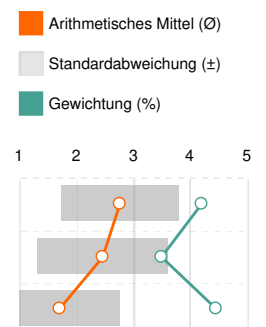 Arithmetisches Mittel (Ø)
Standardabweichung (±)
Gewichtung (%)
1 2 3 4 5